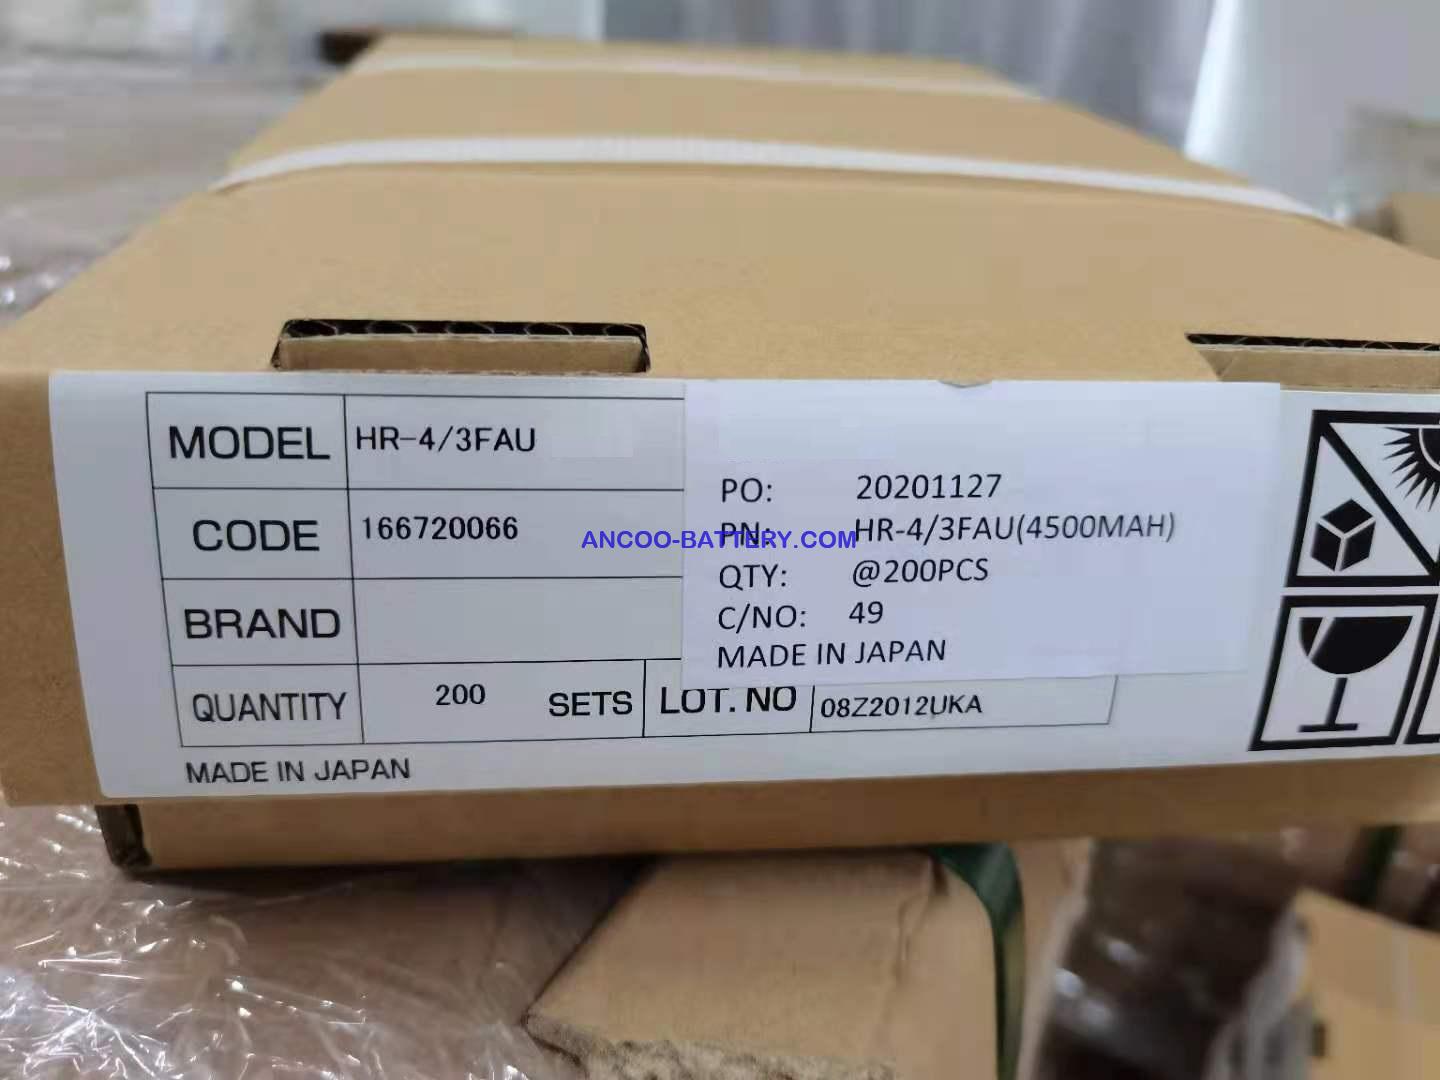 MODEL HR-4/3FAU
CODE 166720066
BRAND
QUANTITY 200 SETS LOT. NO 08Z2012UKA
MADE IN JAPAN
PO: 20201127
PN: HR-4/3FAU(4500MAH)
QTY: @200PCS
C/NO: 49
MADE IN JAPAN
ANCOO-BATTERY.COM